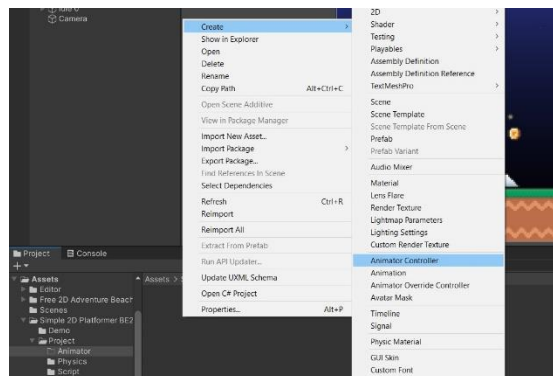 Idle 0
Camera
Create
Show in Explorer
Open
Delete
Rename
Copy Path Alt+Ctrl+C
Open Scene Additive
View in Package Manager
Import New Asset...
Import Package
Export Package...
Find References In Scene
Select Dependencies
Refresh Ctrl+R
Reimport
Reimport All
Extract From Prefab
Run API Updater...
Update UXML Schema
Open C# Project
Properties... Alt+P
2D
Shader
Testing
Playables
Assembly Definition
Assembly Definition Reference
TextMeshPro
Scene
Scene Template
Scene Template From Scene
Prefab
Prefab Variant
Audio Mixer
Material
Lens Flare
Render Texture
Lightmap Parameters
Lighting Settings
Custom Render Texture
Animator Controller
Animation
Animator Override Controller
Avatar Mask
Timeline
Signal
Physic Material
GUI Skin
Custom Font
Project Console
Assets
Editor
Free 2D Adventure Beach
Scenes
Simple 2D Platformer BE2
Demo
Project
Animator
Physics
Script
Assets >